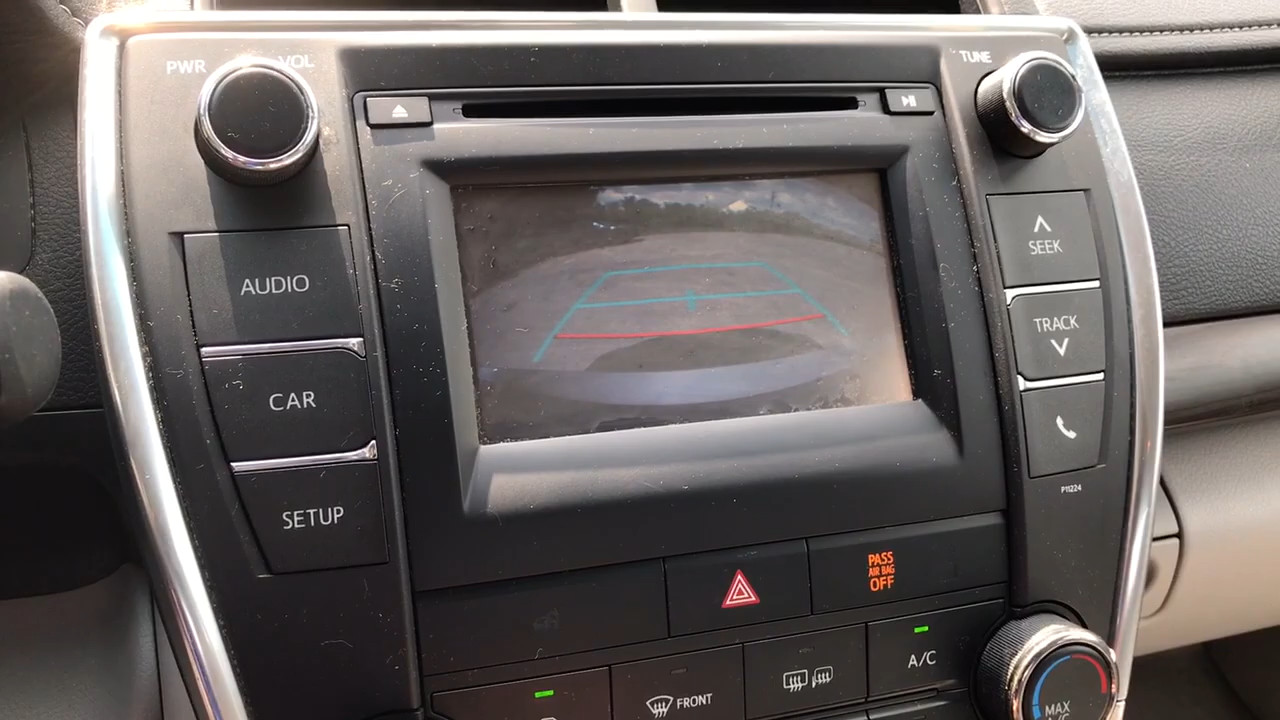 PWR
VOL
TUNE
AUDIO
CAR
SETUP
SEEK
TRACK
P11224
PASS
AIR BAG
OFF
FRONT
A/C
MAX